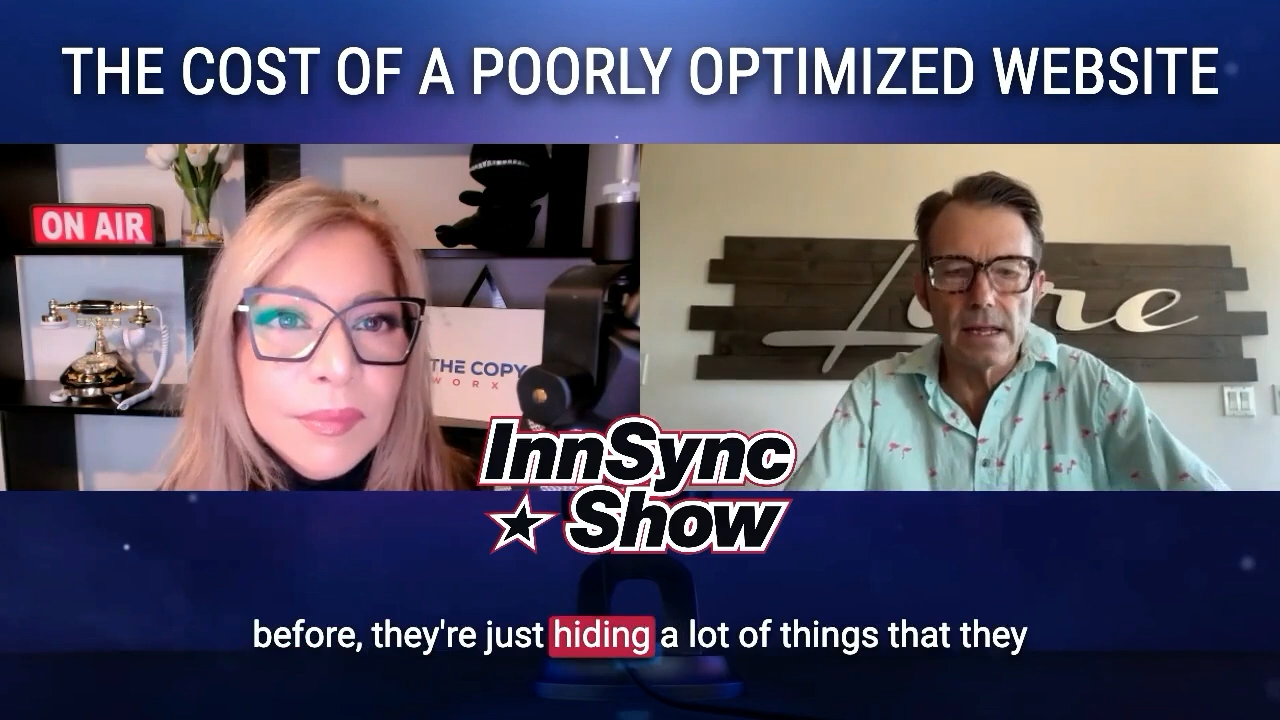 THE COST OF A POORLY OPTIMIZED WEBSITE
ON AIR
THE COPY
WORX
InnSync
Show
before, they're just hiding a lot of things that they